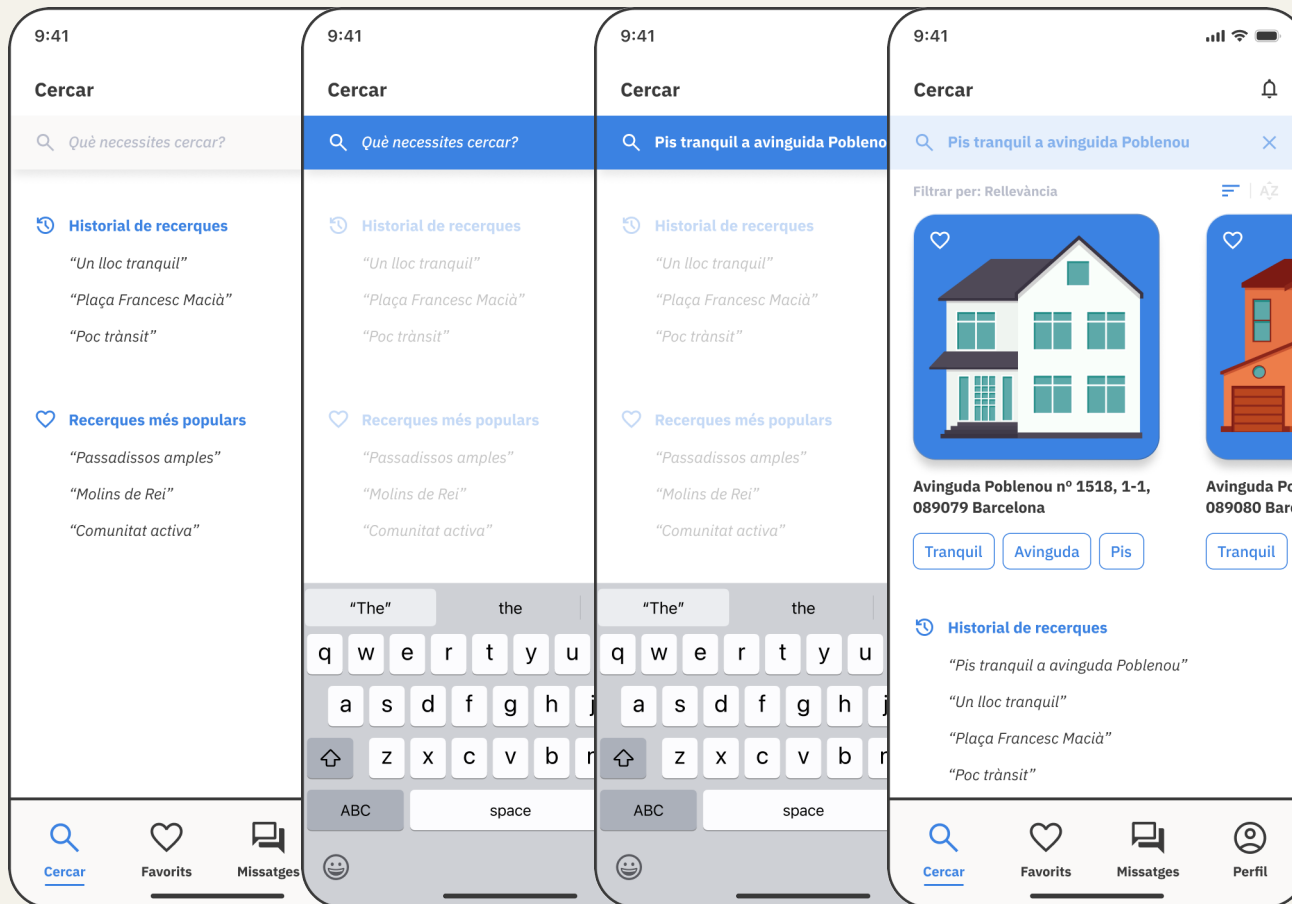 9:41
Cercar
Què necessites cercar?
Historial de recerques
“Un lloc tranquil”
“Plaça Francesc Macià”
“Poc trànsit”
Recerques més populars
“Passadissos amples”
“Molins de Rei”
“Comunitat activa”
Cercar
Favorits
Missatges
9:41
Cercar
Què necessites cercar?
Historial de recerques
“Un lloc tranquil”
“Plaça Francesc Macià”
“Poc trànsit”
Recerques més populars
“Passadissos amples”
“Molins de Rei”
“Comunitat activa”
“The” the
q w e r t y u
a s d f g h j
z x c v b
ABC space
9:41
Cercar
Pis tranquil a avinguida Pobleno
Historial de recerques
“Un lloc tranquil”
“Plaça Francesc Macià”
“Poc trànsit”
Recerques més populars
“Passadissos amples”
“Molins de Rei”
“Comunitat activa”
“The” the
q w e r t y u
a s d f g h j
z x c v b
ABC space
9:41
Cercar
Pis tranquil a avinguida Poblenou
Filtrar per: Rellevància
AZ
Avinguda Poblenou nº 1518, 1-1,
089079 Barcelona
Tranquil Avinguda Pis
Avinguda Po
089080 Bar
Tranquil
Historial de recerques
“Pis tranquil a avinguda Poblenou”
“Un lloc tranquil”
“Plaça Francesc Macià”
“Poc trànsit”
Cercar
Favorits
Missatges
Perfil